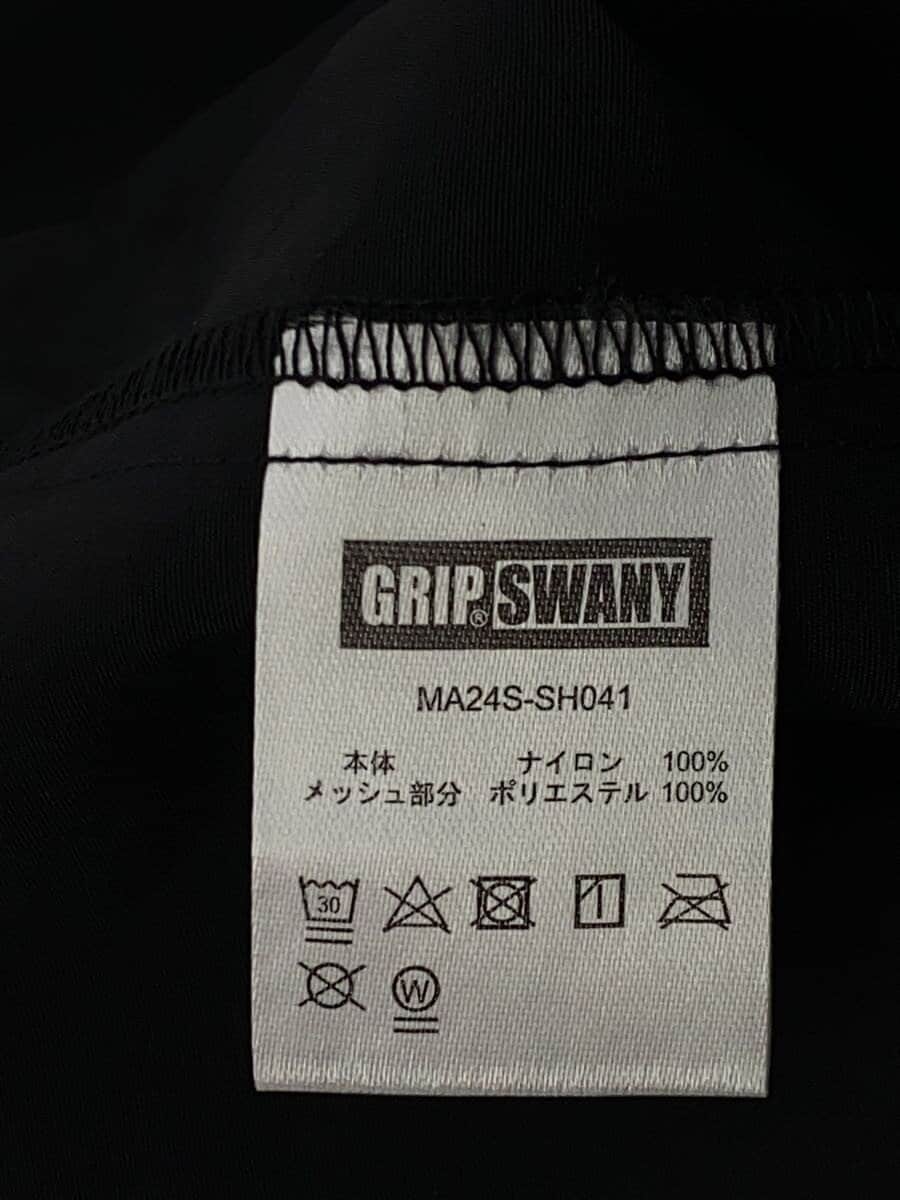 GRIP® SWANY
MA24S-SH041
本体 ナイロン 100%
メッシュ部分 ポリエステル 100%
30
W